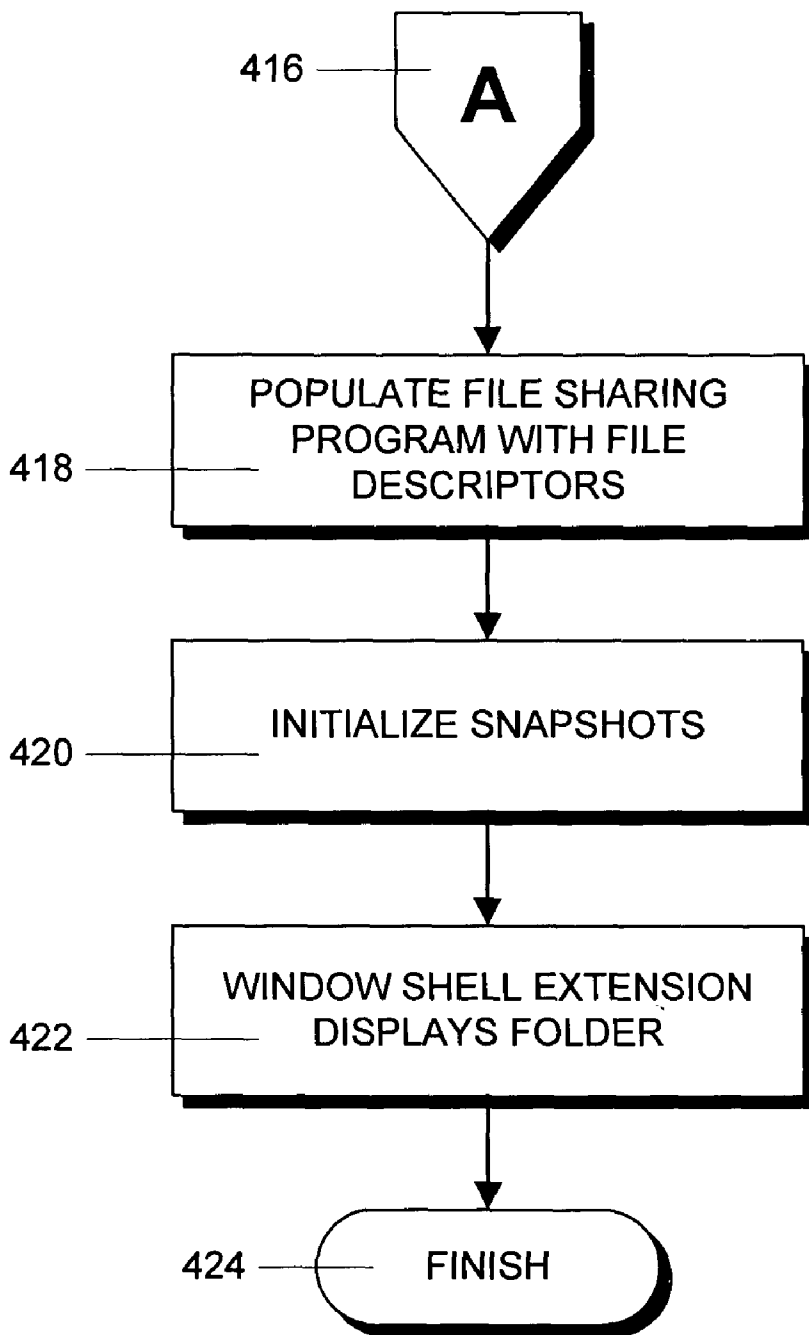 416
A
418
POPULATE FILE SHARING
PROGRAM WITH FILE
DESCRIPTORS
420
INITIALIZE SNAPSHOTS
422
WINDOW SHELL EXTENSION
DISPLAYS FOLDER
424
FINISH